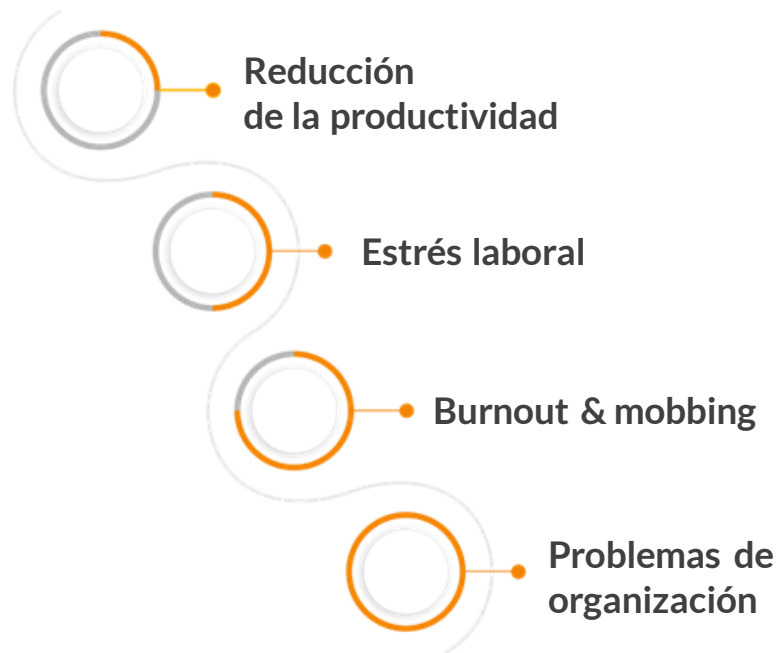 Reducción
de la productividad
Estrés laboral
Burnout & mobbing
Problemas de
organización